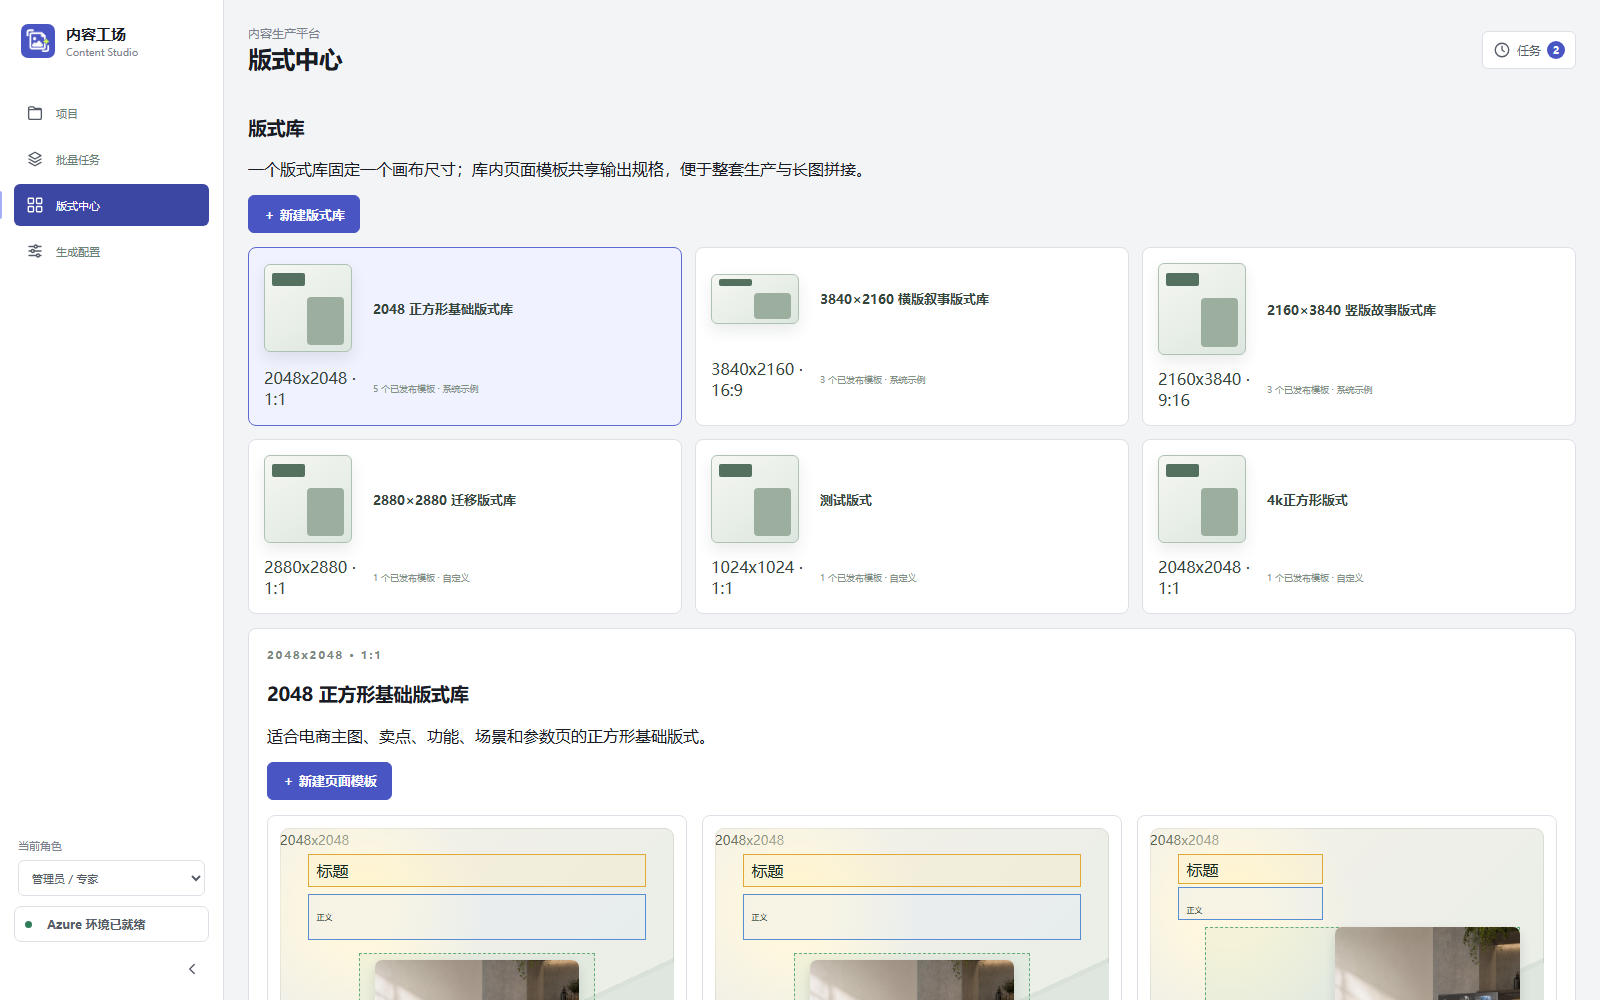 内容工场
Content Studio
项目
批量任务
版式中心
生成配置
当前角色
管理员 / 专家
Azure 环境已就绪
内容生产平台
版式中心
任务 2
版式库
一个版式库固定一个画布尺寸；库内页面模板共享输出规格，便于整套生产与长图拼接。
+ 新建版式库
2048 正方形基础版式库
2048x2048 · 1:1
5 个已发布模板 · 系统示例
3840×2160 横版叙事版式库
3840x2160 · 16:9
3 个已发布模板 · 系统示例
2160×3840 竖版故事版式库
2160x3840 · 9:16
3 个已发布模板 · 系统示例
2880×2880 迁移版式库
2880x2880 · 1:1
1 个已发布模板 · 自定义
测试版式
1024x1024 · 1:1
1 个已发布模板 · 自定义
4k正方形版式
2048x2048 · 1:1
1 个已发布模板 · 自定义
2048x2048 • 1:1
2048 正方形基础版式库
适合电商主图、卖点、功能、场景和参数页的正方形基础版式。
+ 新建页面模板
2048x2048
标题
正义
2048x2048
标题
正义
2048x2048
标题
正义